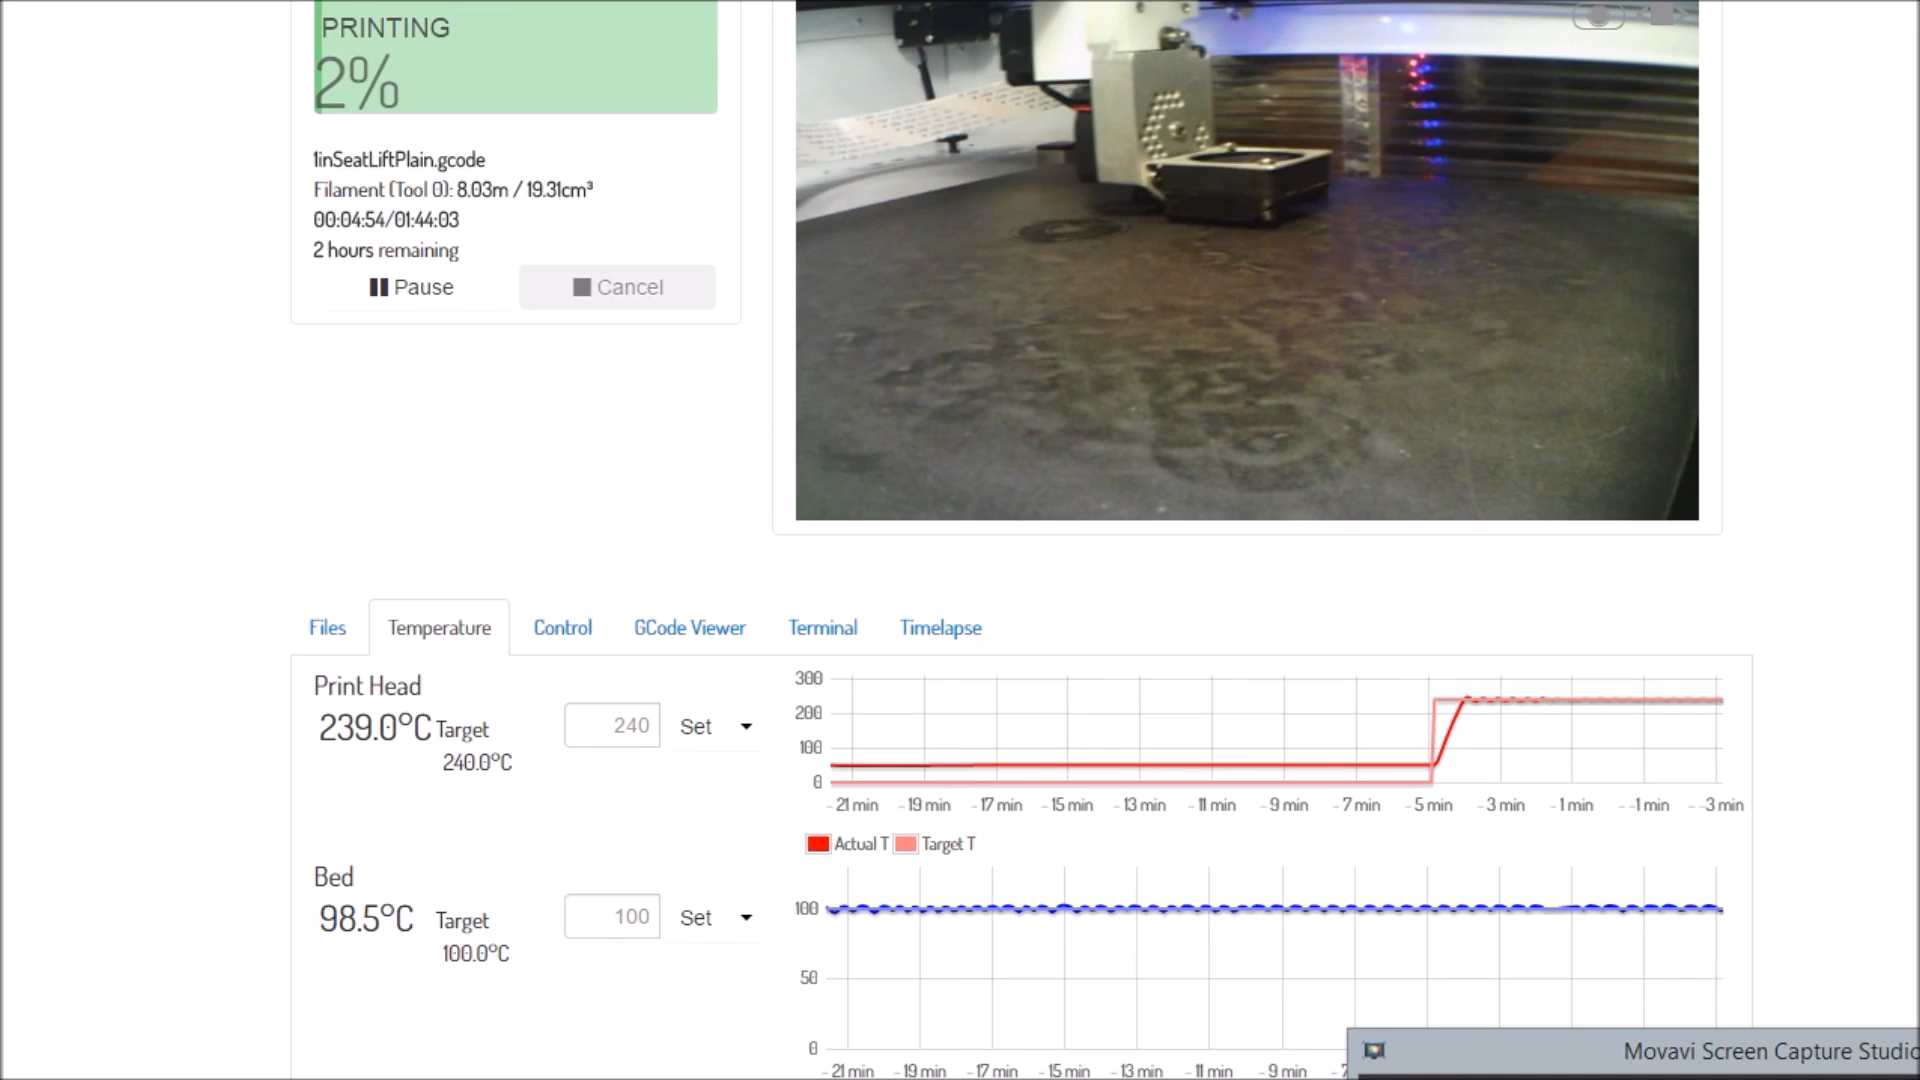 PRINTING
2%
1inSeatLiftPlain.gcode
Filament (Tool 0): 8.03m / 19.31cm³
00:04:54/01:44:03
2 hours remaining
Pause
Cancel
Files
Temperature
Control
GCode Viewer
Terminal
Timelapse
Print Head
239.0°C Target
240.0°C
240
Set
300
200
100
0
- 21 min - 19 min - 17 min - 15 min - 13 min - 11 min - 9 min - 7 min - 5 min - 3 min - 1 min - -1 min - -3 min
Actual T
Target T
Bed
98.5°C Target
100.0°C
100
Set
100
50
0
- 21 min - 19 min - 17 min - 15 min - 13 min - 11 min - 9 min - 7
Movavi Screen Capture Studio